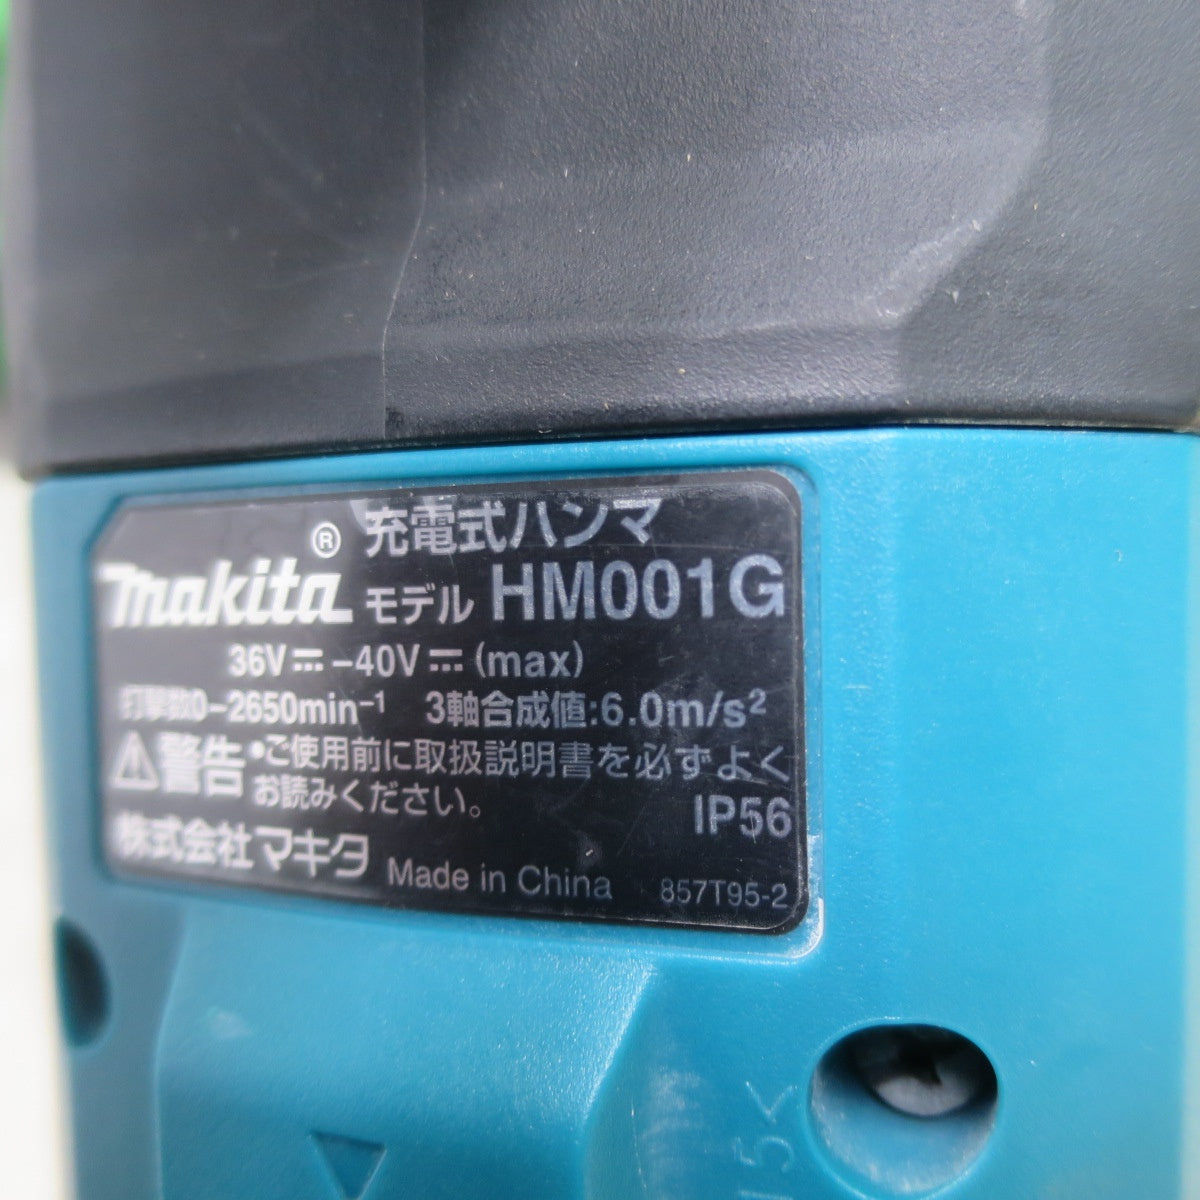 充電式ハンマ
makita® モデル HM001G
36V⎓-40V⎓(max)
打撃数0-2650min⁻¹ 3軸合成値:6.0m/s²
⚠警告 •ご使用前に取扱説明書を必ずよく
お読みください。
IP56
株式会社マキタ Made in China 857T95-2